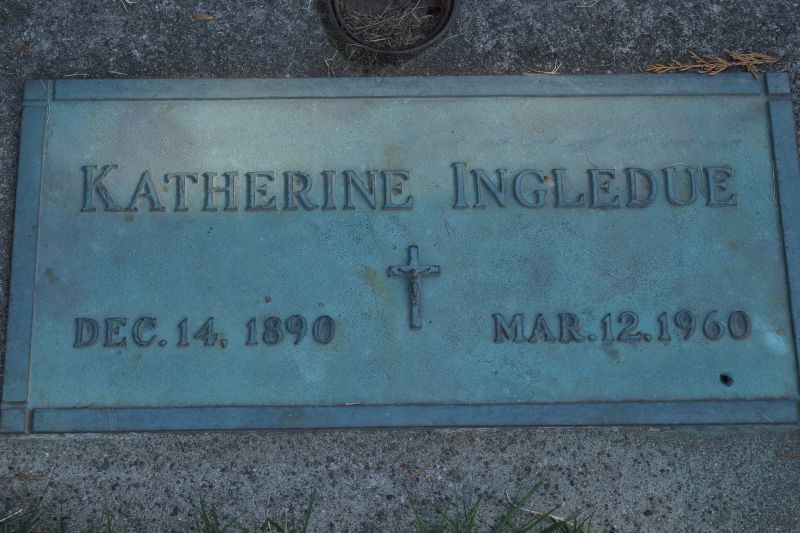 KATHERINE INGLEDUE
DEC. 14, 1890 MAR. 12. 1960